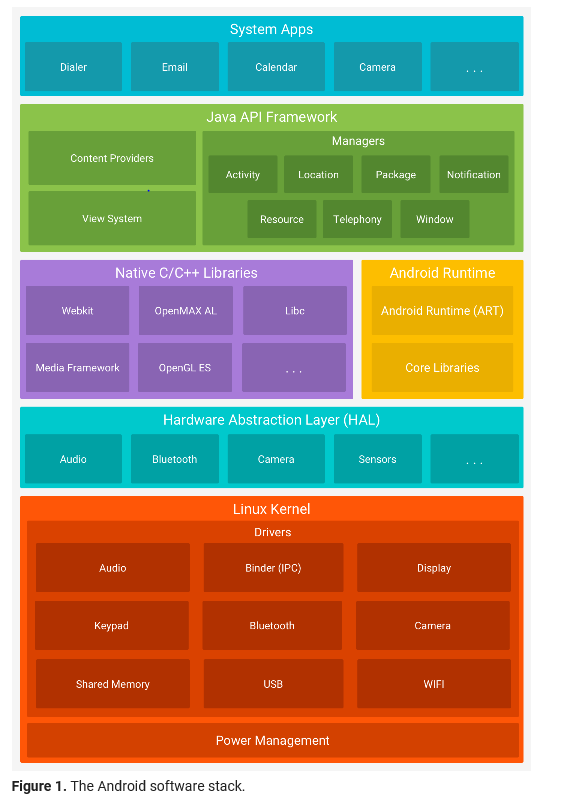 System Apps
Dialer
Email
Calendar
Camera
. . .
Java API Framework
Content Providers
View System
Managers
Activity
Location
Package
Notification
Resource
Telephony
Window
Native C/C++ Libraries
Webkit
OpenMAX AL
Libc
Media Framework
OpenGL ES
. . .
Android Runtime
Android Runtime (ART)
Core Libraries
Hardware Abstraction Layer (HAL)
Audio
Bluetooth
Camera
Sensors
. . .
Linux Kernel
Drivers
Audio
Binder (IPC)
Display
Keypad
Bluetooth
Camera
Shared Memory
USB
WIFI
Power Management
Figure 1. The Android software stack.